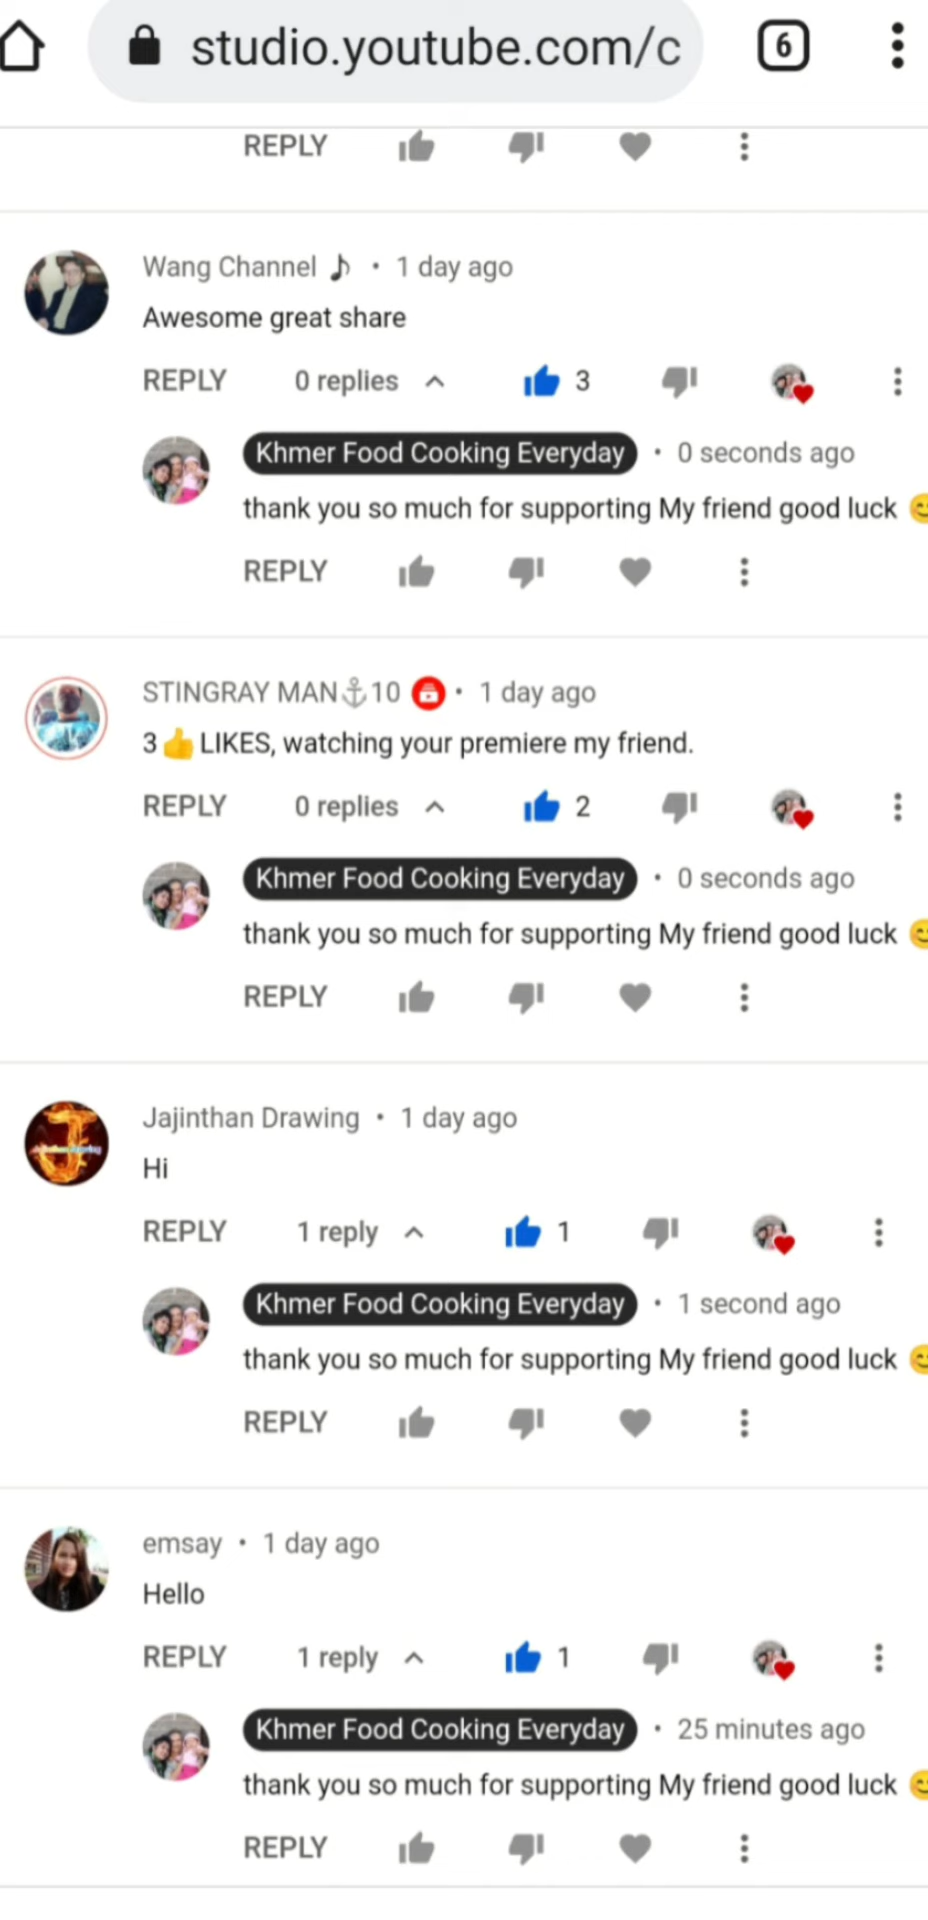 studio.youtube.com/c
6
REPLY
Wang Channel ♪ • 1 day ago
Awesome great share
REPLY 0 replies 3
Khmer Food Cooking Everyday • 0 seconds ago
thank you so much for supporting My friend good luck 😊
REPLY
STINGRAY MAN⚓10 • 1 day ago
3 👍 LIKES, watching your premiere my friend.
REPLY 0 replies 2
Khmer Food Cooking Everyday • 0 seconds ago
thank you so much for supporting My friend good luck 😊
REPLY
Jajinthan Drawing • 1 day ago
Hi
REPLY 1 reply 1
Khmer Food Cooking Everyday • 1 second ago
thank you so much for supporting My friend good luck 😊
REPLY
emsay • 1 day ago
Hello
REPLY 1 reply 1
Khmer Food Cooking Everyday • 25 minutes ago
thank you so much for supporting My friend good luck 😊
REPLY